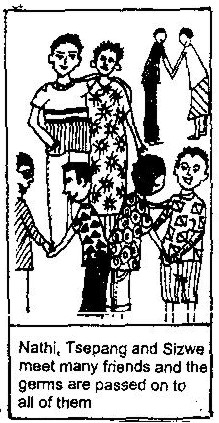 Nathi, Tsepang and Sizwe
meet many friends and the
germs are passed on to
all of them